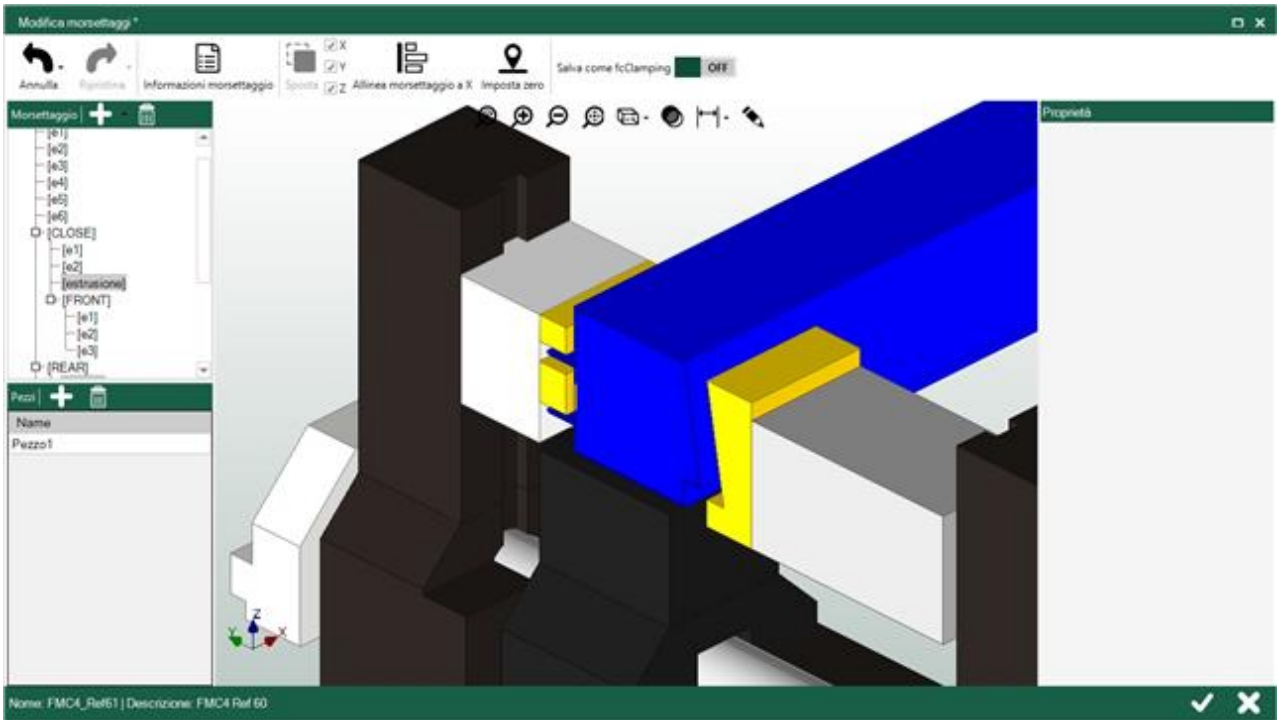 Modifica morsettaggi *
Annulla
Ripristina
Informazioni morsettaggio
Sposta
X
Y
Z
Allinea morsettaggio a X
Imposta zero
Salva come fcClamping
OFF
Morsettaggio
[e1]
[e2]
[e3]
[e4]
[e5]
[e6]
[CLOSE]
[e1]
[e2]
[estrusione]
[FRONT]
[e1]
[e2]
[e3]
[REAR]
Pezzi
Name
Pezzo1
Proprietà
Z
Y
X
Nome: FMC4_Ref61 | Descrizione: FMC4 Ref 60